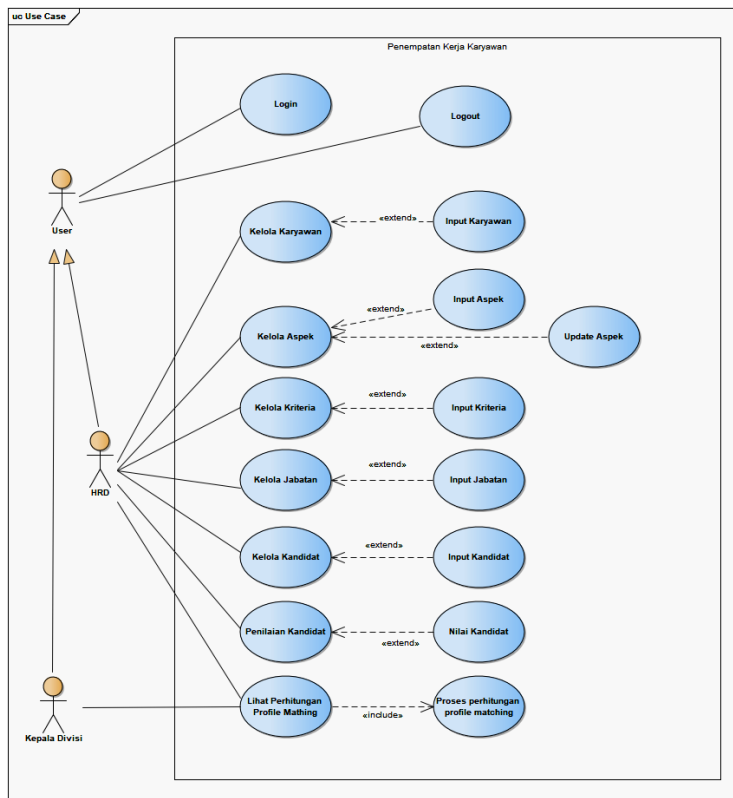 uc Use Case
Penempatan Kerja Karyawan
Login
Logout
User
Kelola Karyawan
«extend»
Input Karyawan
Input Aspek
«extend»
Kelola Aspek
Update Aspek
«extend»
Kelola Kriteria
«extend»
Input Kriteria
HRD
Kelola Jabatan
«extend»
Input Jabatan
Kelola Kandidat
«extend»
Input Kandidat
Penilaian Kandidat
«extend»
Nilai Kandidat
Lihat Perhitungan
Profile Mathing
«include»
Proses perhitungan
profile matching
Kepala Divisi